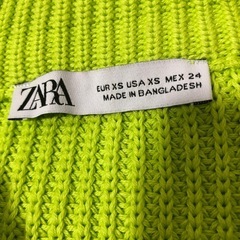 ZARA
EUR XS USA XS MEX 24
MADE IN BANGLADESH